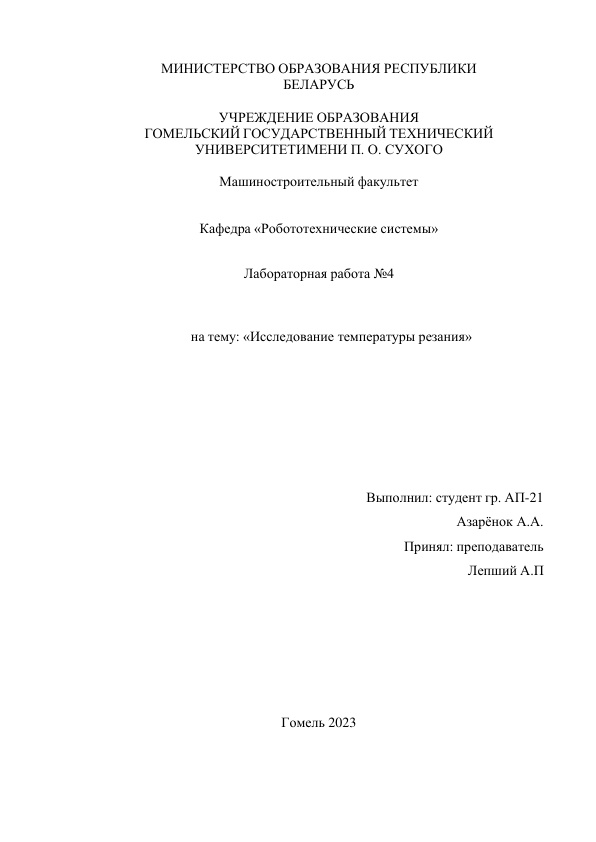 МИНИСТЕРСТВО ОБРАЗОВАНИЯ РЕСПУБЛИКИ
БЕЛАРУСЬ
УЧРЕЖДЕНИЕ ОБРАЗОВАНИЯ
ГОМЕЛЬСКИЙ ГОСУДАРСТВЕННЫЙ ТЕХНИЧЕСКИЙ
УНИВЕРСИТЕТИМЕНИ П. О. СУХОГО
Машиностроительный факультет
Кафедра «Робототехнические системы»
Лабораторная работа №4
на тему: «Исследование температуры резания»
Выполнил: студент гр. АП-21
Азарёнок А.А.
Принял: преподаватель
Лепший А.П
Гомель 2023